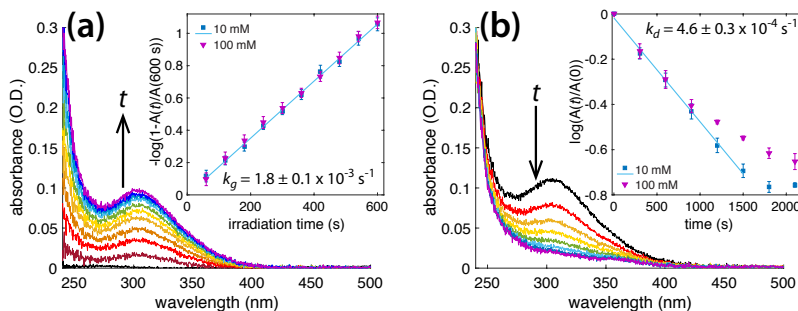 (a)
absorbance (O.D.)
0.3
0.25
0.2
0.15
0.1
0.05
0
250 300 350 400 450 500
wavelength (nm)
t
-log(1-A(t)/A(600 s))
1
0.8
0.6
0.4
0.2
0
0 200 400 600
irradiation time (s)
10 mM
100 mM
kg = 1.8 ± 0.1 x 10-3 s-1
(b)
absorbance (O.D.)
0.3
0.25
0.2
0.15
0.1
0.05
0
250 300 350 400 450 500
wavelength (nm)
t
log(A(t)/A(0))
0
-0.2
-0.4
-0.6
-0.8
0 500 1000 1500 2000
time (s)
kd = 4.6 ± 0.3 x 10-4 s-1
10 mM
100 mM